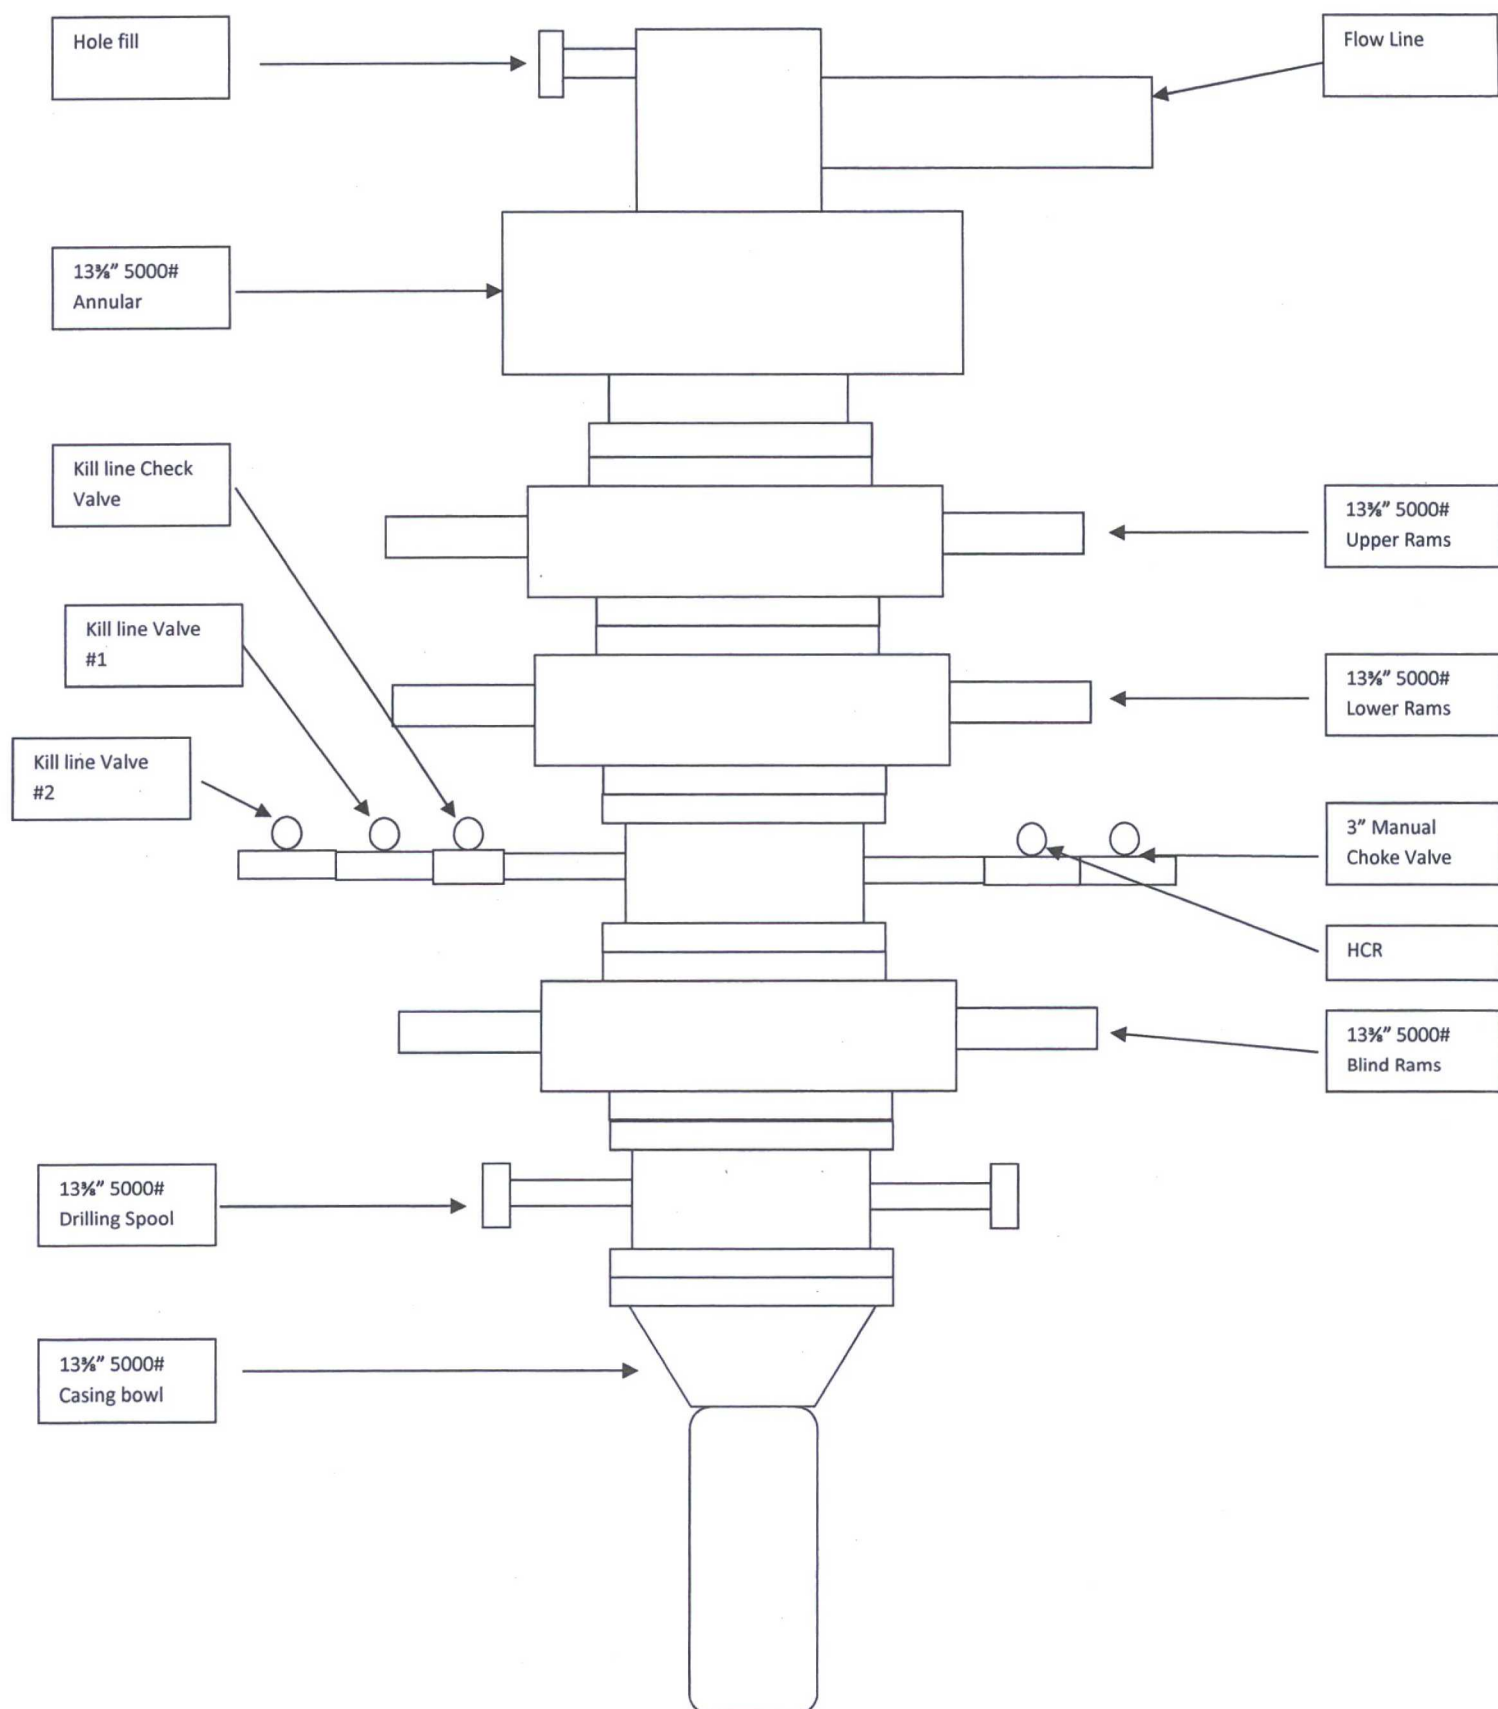 Hole fill
Flow Line
13⅝" 5000#
Annular
Kill line Check
Valve
13⅝" 5000#
Upper Rams
Kill line Valve
#1
13⅝" 5000#
Lower Rams
Kill line Valve
#2
3" Manual
Choke Valve
HCR
13⅝" 5000#
Blind Rams
13⅝" 5000#
Drilling Spool
13⅝" 5000#
Casing bowl